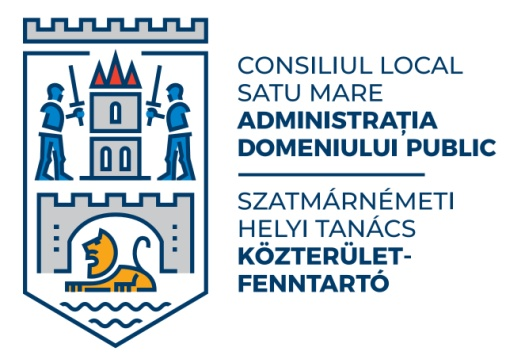 CONSILIUL LOCAL
SATU MARE
ADMINISTRAȚIA
DOMENIULUI PUBLIC
SZATMÁRNÉMETI
HELYI TANÁCS
KÖZTERÜLET-
FENNTARTÓ